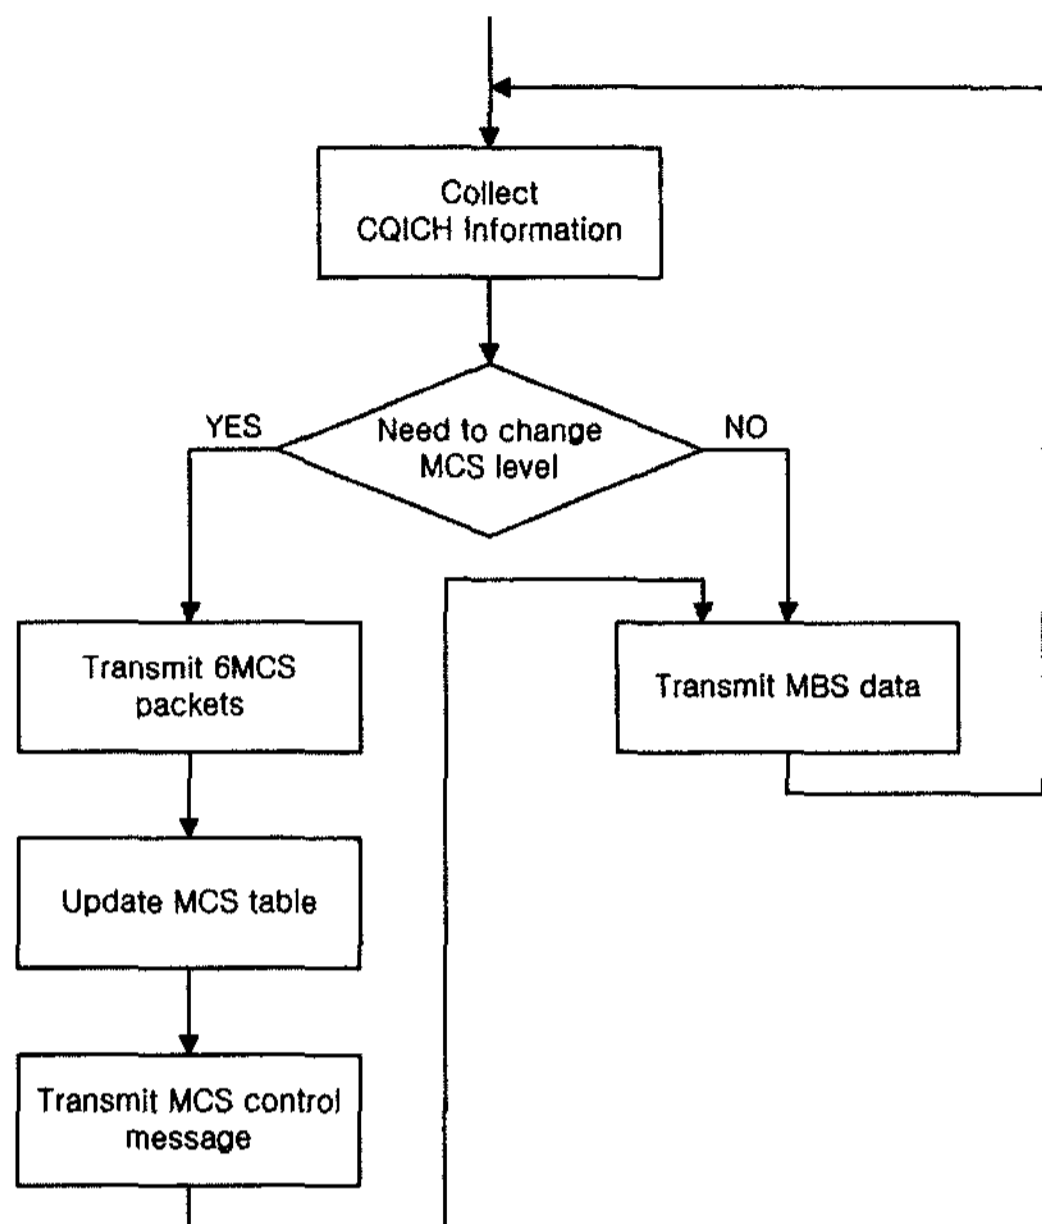 Collect
CQICH Information
Need to change
MCS level
YES
NO
Transmit 6MCS
packets
Transmit MBS data
Update MCS table
Transmit MCS control
message